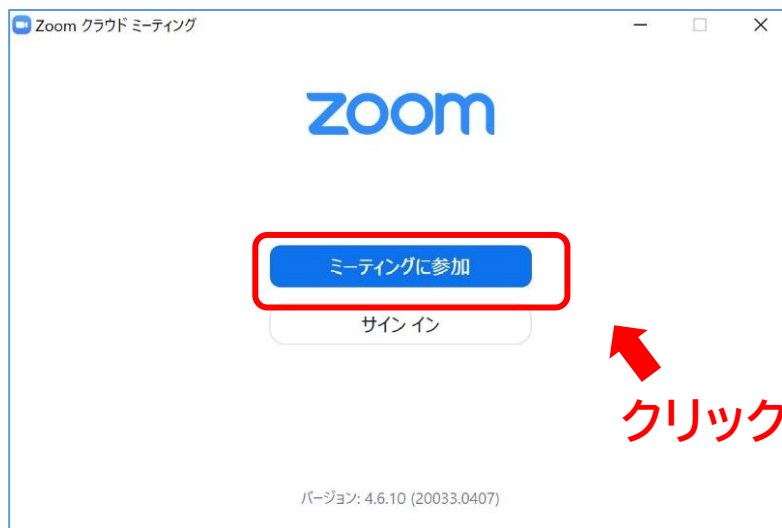 Zoom クラウド ミーティング
zoom
ミーティングに参加
サイン イン
クリック
バージョン: 4.6.10 (20033.0407)